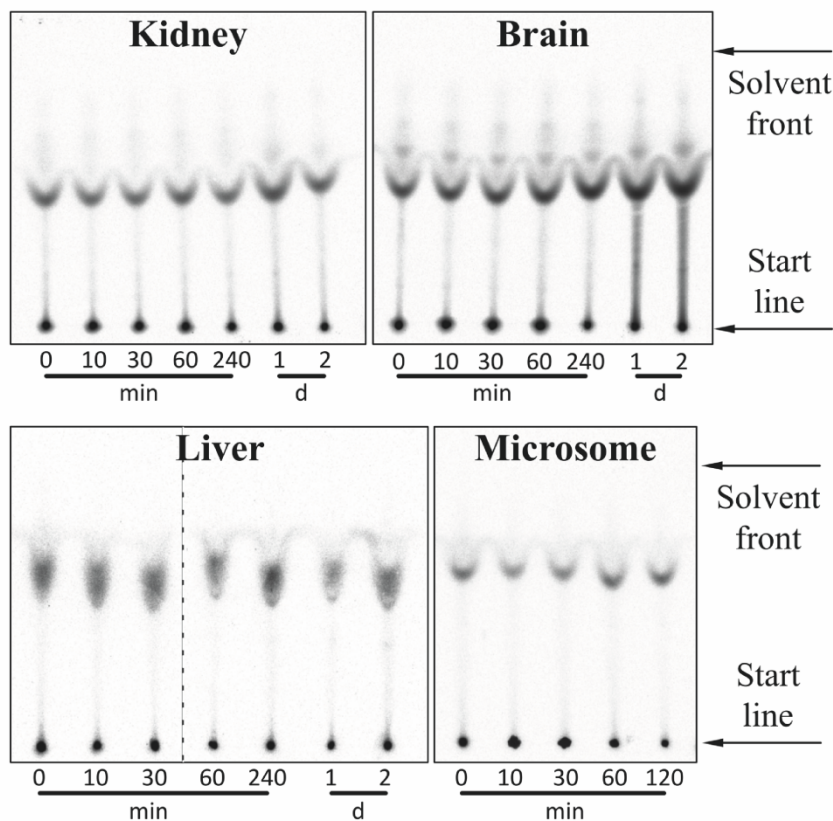 Kidney
Brain
Solvent
front
Start
line
0 10 30 60 240 1 2
min d
0 10 30 60 240 1 2
min d
Liver
Microsome
Solvent
front
Start
line
0 10 30 60 240 1 2
min d
0 10 30 60 120
min